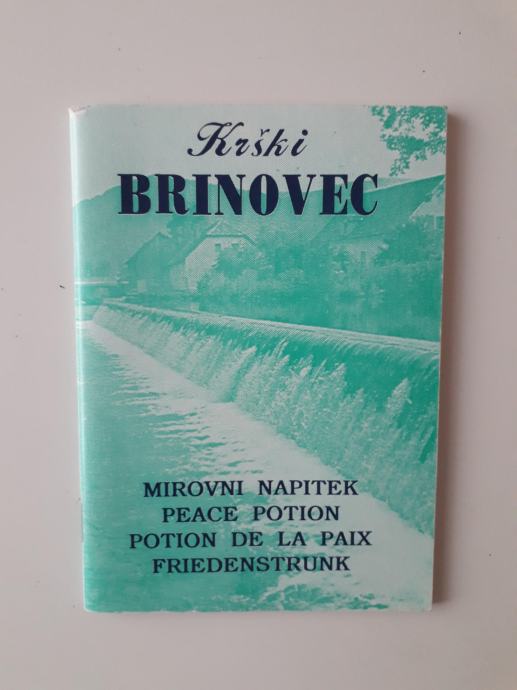 Krški
BRINOVEC
MIROVNI NAPITEK
PEACE POTION
POTION DE LA PAIX
FRIEDENSTRUNK